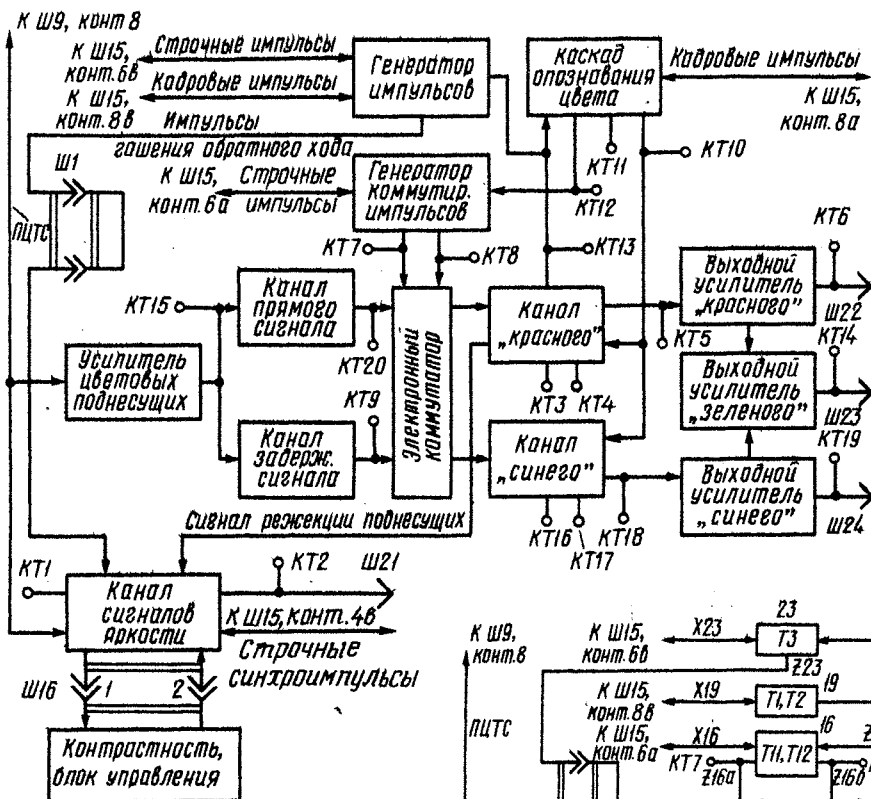 К Ш9, конт 8
К Ш15,
конт.6в
Строчные импульсы
К Ш15,
конт.8в
Кадровые импульсы
Генератор
импульсов
Каскад
опознавания
цвета
Кадровые импульсы
К Ш15,
конт.8а
Импульсы
гашения обратного хода
Ш1
ПЦТС
К Ш15,
конт.6а
Строчные
импульсы
Генератор
коммутир.
импульсов
КТ11
КТ10
КТ12
КТ7
КТ8
КТ13
КТ6
КТ15
Канал
прямого
сигнала
КТ20
Электронный
коммутатор
Канал
„красного"
КТ5
Выходной
усилитель
„красного"
Ш22
КТ14
Усилитель
цветовых
поднесущих
КТ9
КТ3
КТ4
Выходной
усилитель
„зеленого"
Ш23
КТ19
Канал
задерж.
сигнала
Канал
„синего"
Выходной
усилитель
„синего"
Ш24
Сигнал режекции поднесущих
КТ16
КТ17
КТ18
КТ1
Канал
сигналов
яркости
КТ2
Ш21
К Ш15, конт.4в
Строчные
синхроимпульсы
Ш16
1
2
Контрастность,
блок управления
К Ш9,
конт.8
К Ш15,
конт.6в
Х23
23
Т3
Z23
К Ш15,
конт.8в
Х19
19
Т1,Т2
ПЦТС
К Ш15,
конт.6а
Х16
16
Т11,Т12
КТ7
Z16а
Z16б